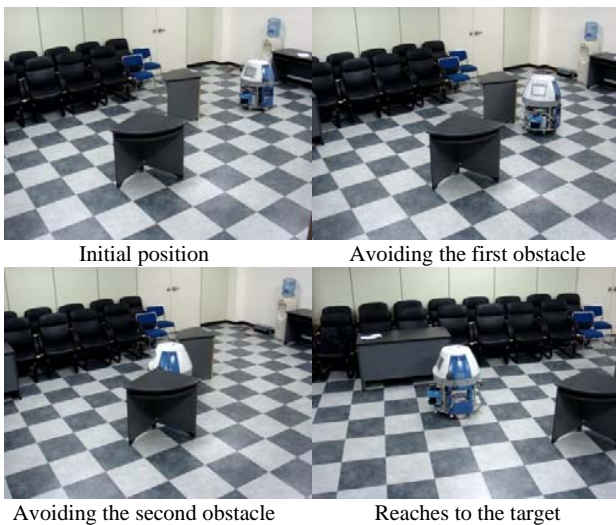 Initial position
Avoiding the first obstacle
Avoiding the second obstacle
Reaches to the target